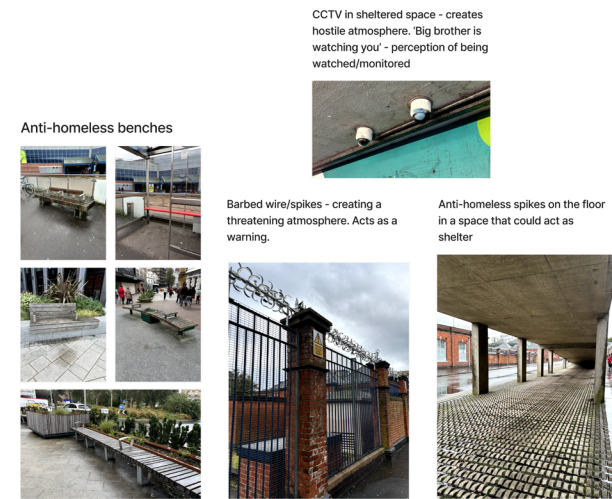 CCTV in sheltered space - creates
hostile atmosphere. 'Big brother is
watching you' - perception of being
watched/monitored
Anti-homeless benches
Barbed wire/spikes - creating a
threatening atmosphere. Acts as a
warning.
Anti-homeless spikes on the floor
in a space that could act as
shelter